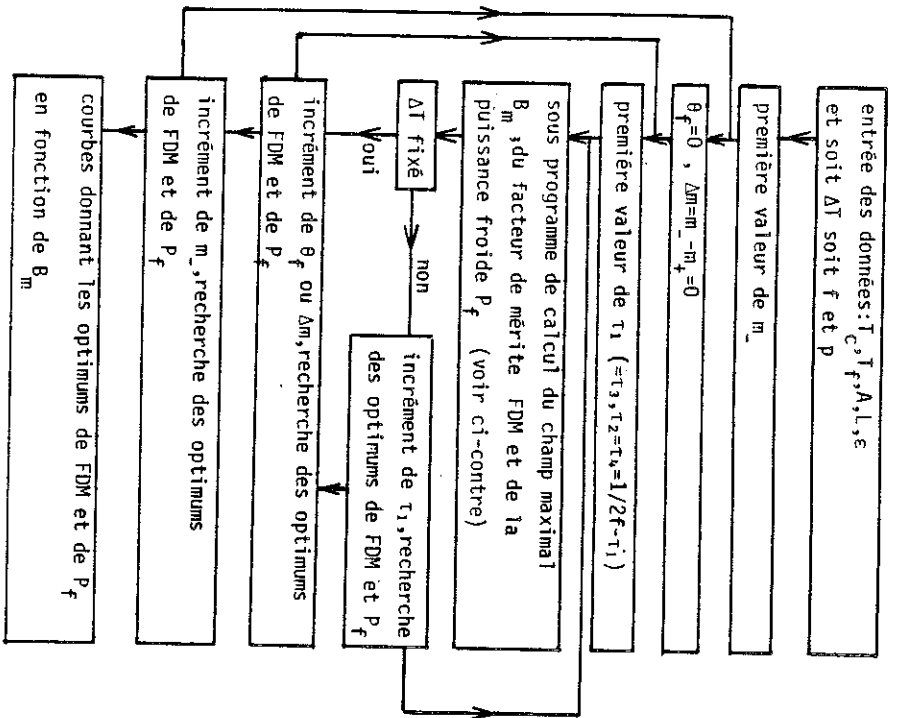 entrée des données:T_c,T_f,A,L,ε
et soit ΔT soit f et p
première valeur de m_-
θ_f=0 , Δm=m_-−m_+=0
premiére valeur de τ₁ (=τ₃,τ₂=τ₄=1/2f-τ₁)
sous programme de calcul du champ maximal
B_m,du facteur de mérite FDM et de la
puissance froide P_f (voir ci-contre)
ΔT fixé
non
oui
incrément de τ₁,recherche
des optimums de FDM et P_f
incrément de θ_f ou Δm,recherche des optimums
de FDM et de P_f
incrément de m_-,recherche des optimums
de FDM et de P_f
courbes donnant les optimums de FDM et de P_f
en fonction de B_m